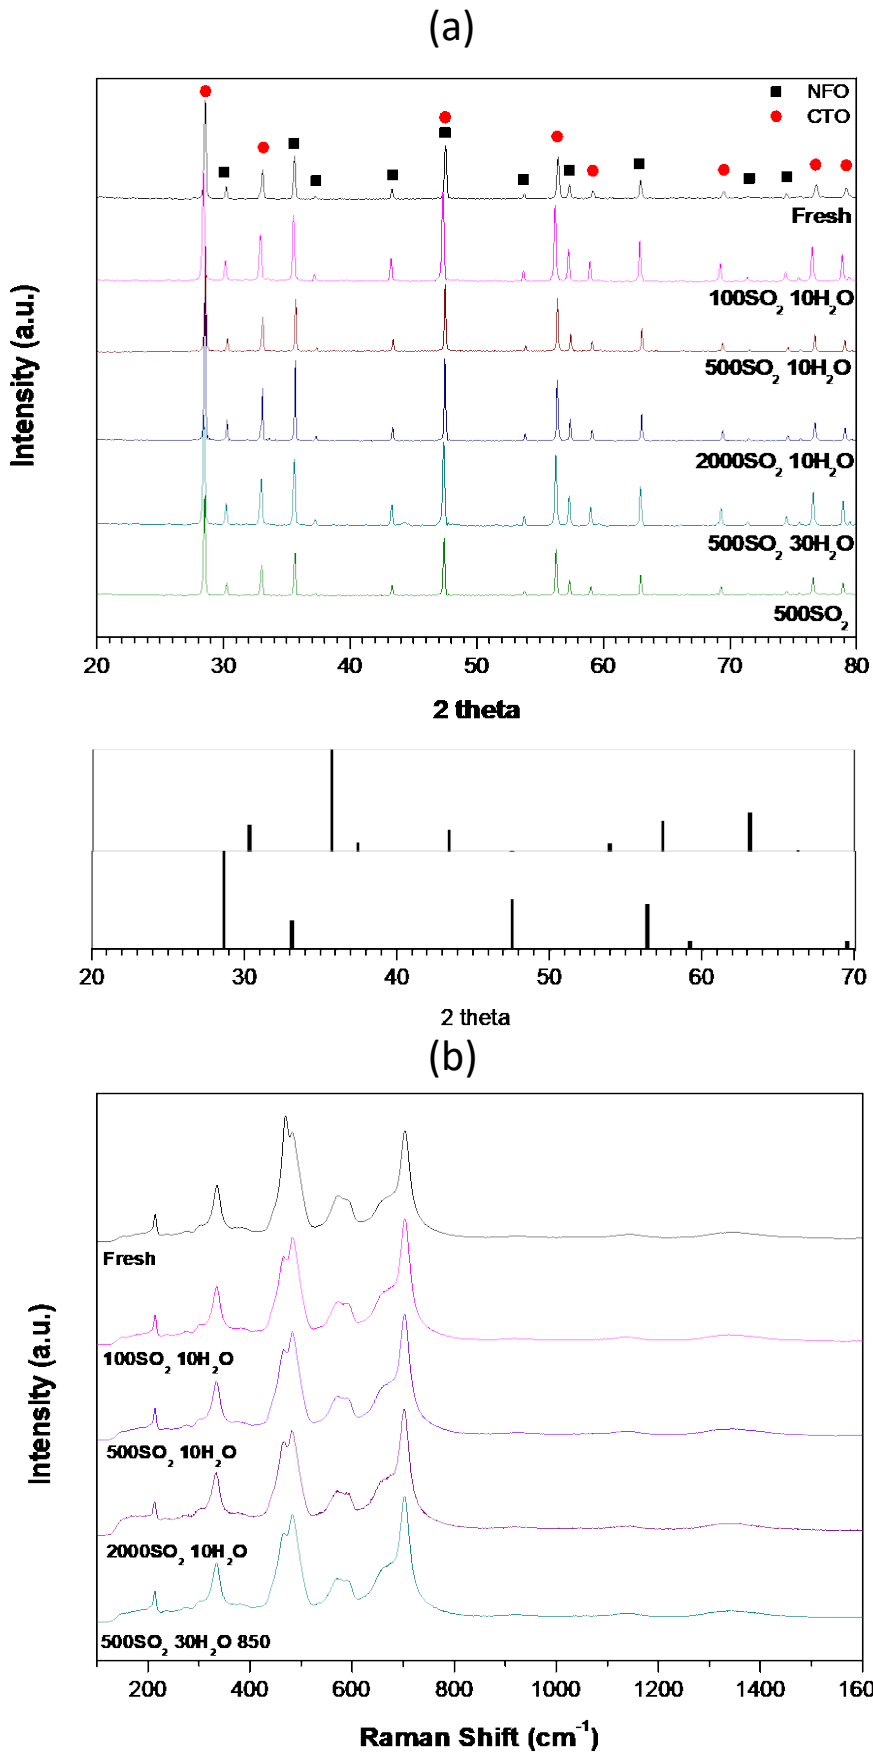 (a)
NFO
CTO
Fresh
100SO₂ 10H₂O
500SO₂ 10H₂O
2000SO₂ 10H₂O
500SO₂ 30H₂O
500SO₂
Intensity (a.u.)
20 30 40 50 60 70 80
2 theta
20 30 40 50 60 70
2 theta
(b)
Fresh
100SO₂ 10H₂O
500SO₂ 10H₂O
2000SO₂ 10H₂O
500SO₂ 30H₂O 850
Intensity (a.u.)
200 400 600 800 1000 1200 1400 160
Raman Shift (cm⁻¹)